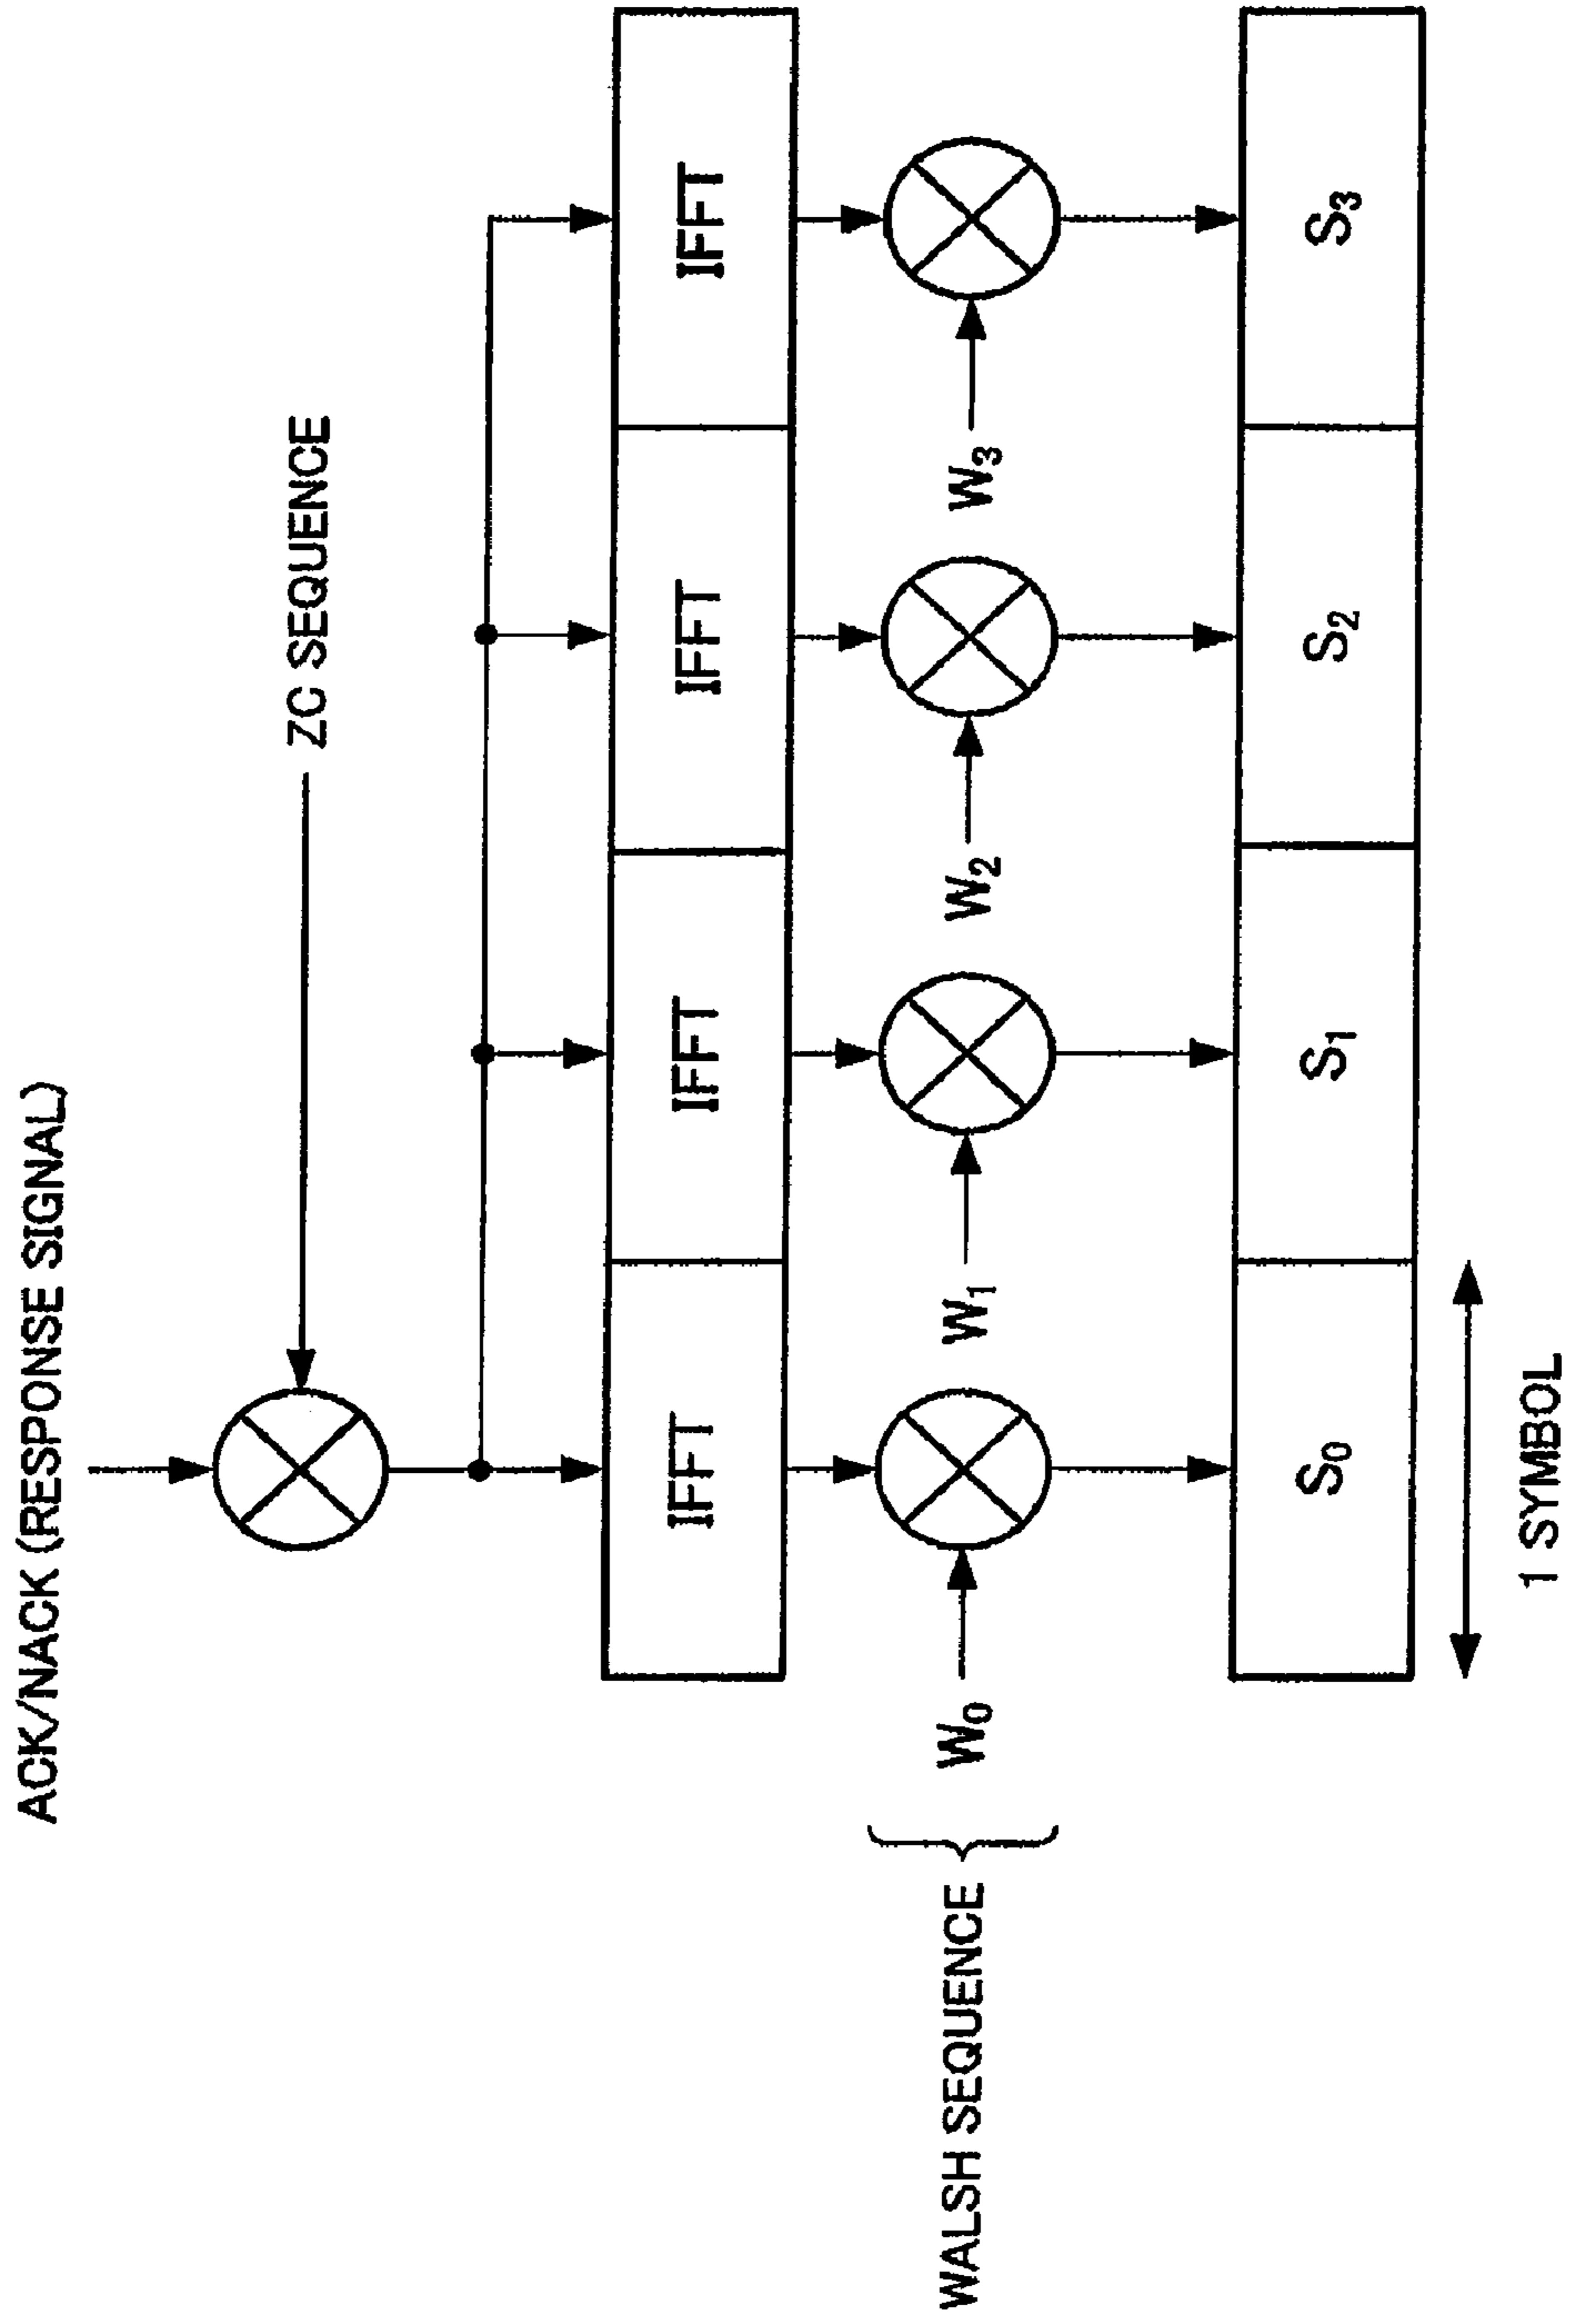 ACK/NACK (RESPONSE SIGNAL)
ZC SEQUENCE
IFFT
IFFT
IFFT
IFFT
WALSH SEQUENCE
W0
W1
W2
W3
S0
S1
S2
S3
1 SYMBOL